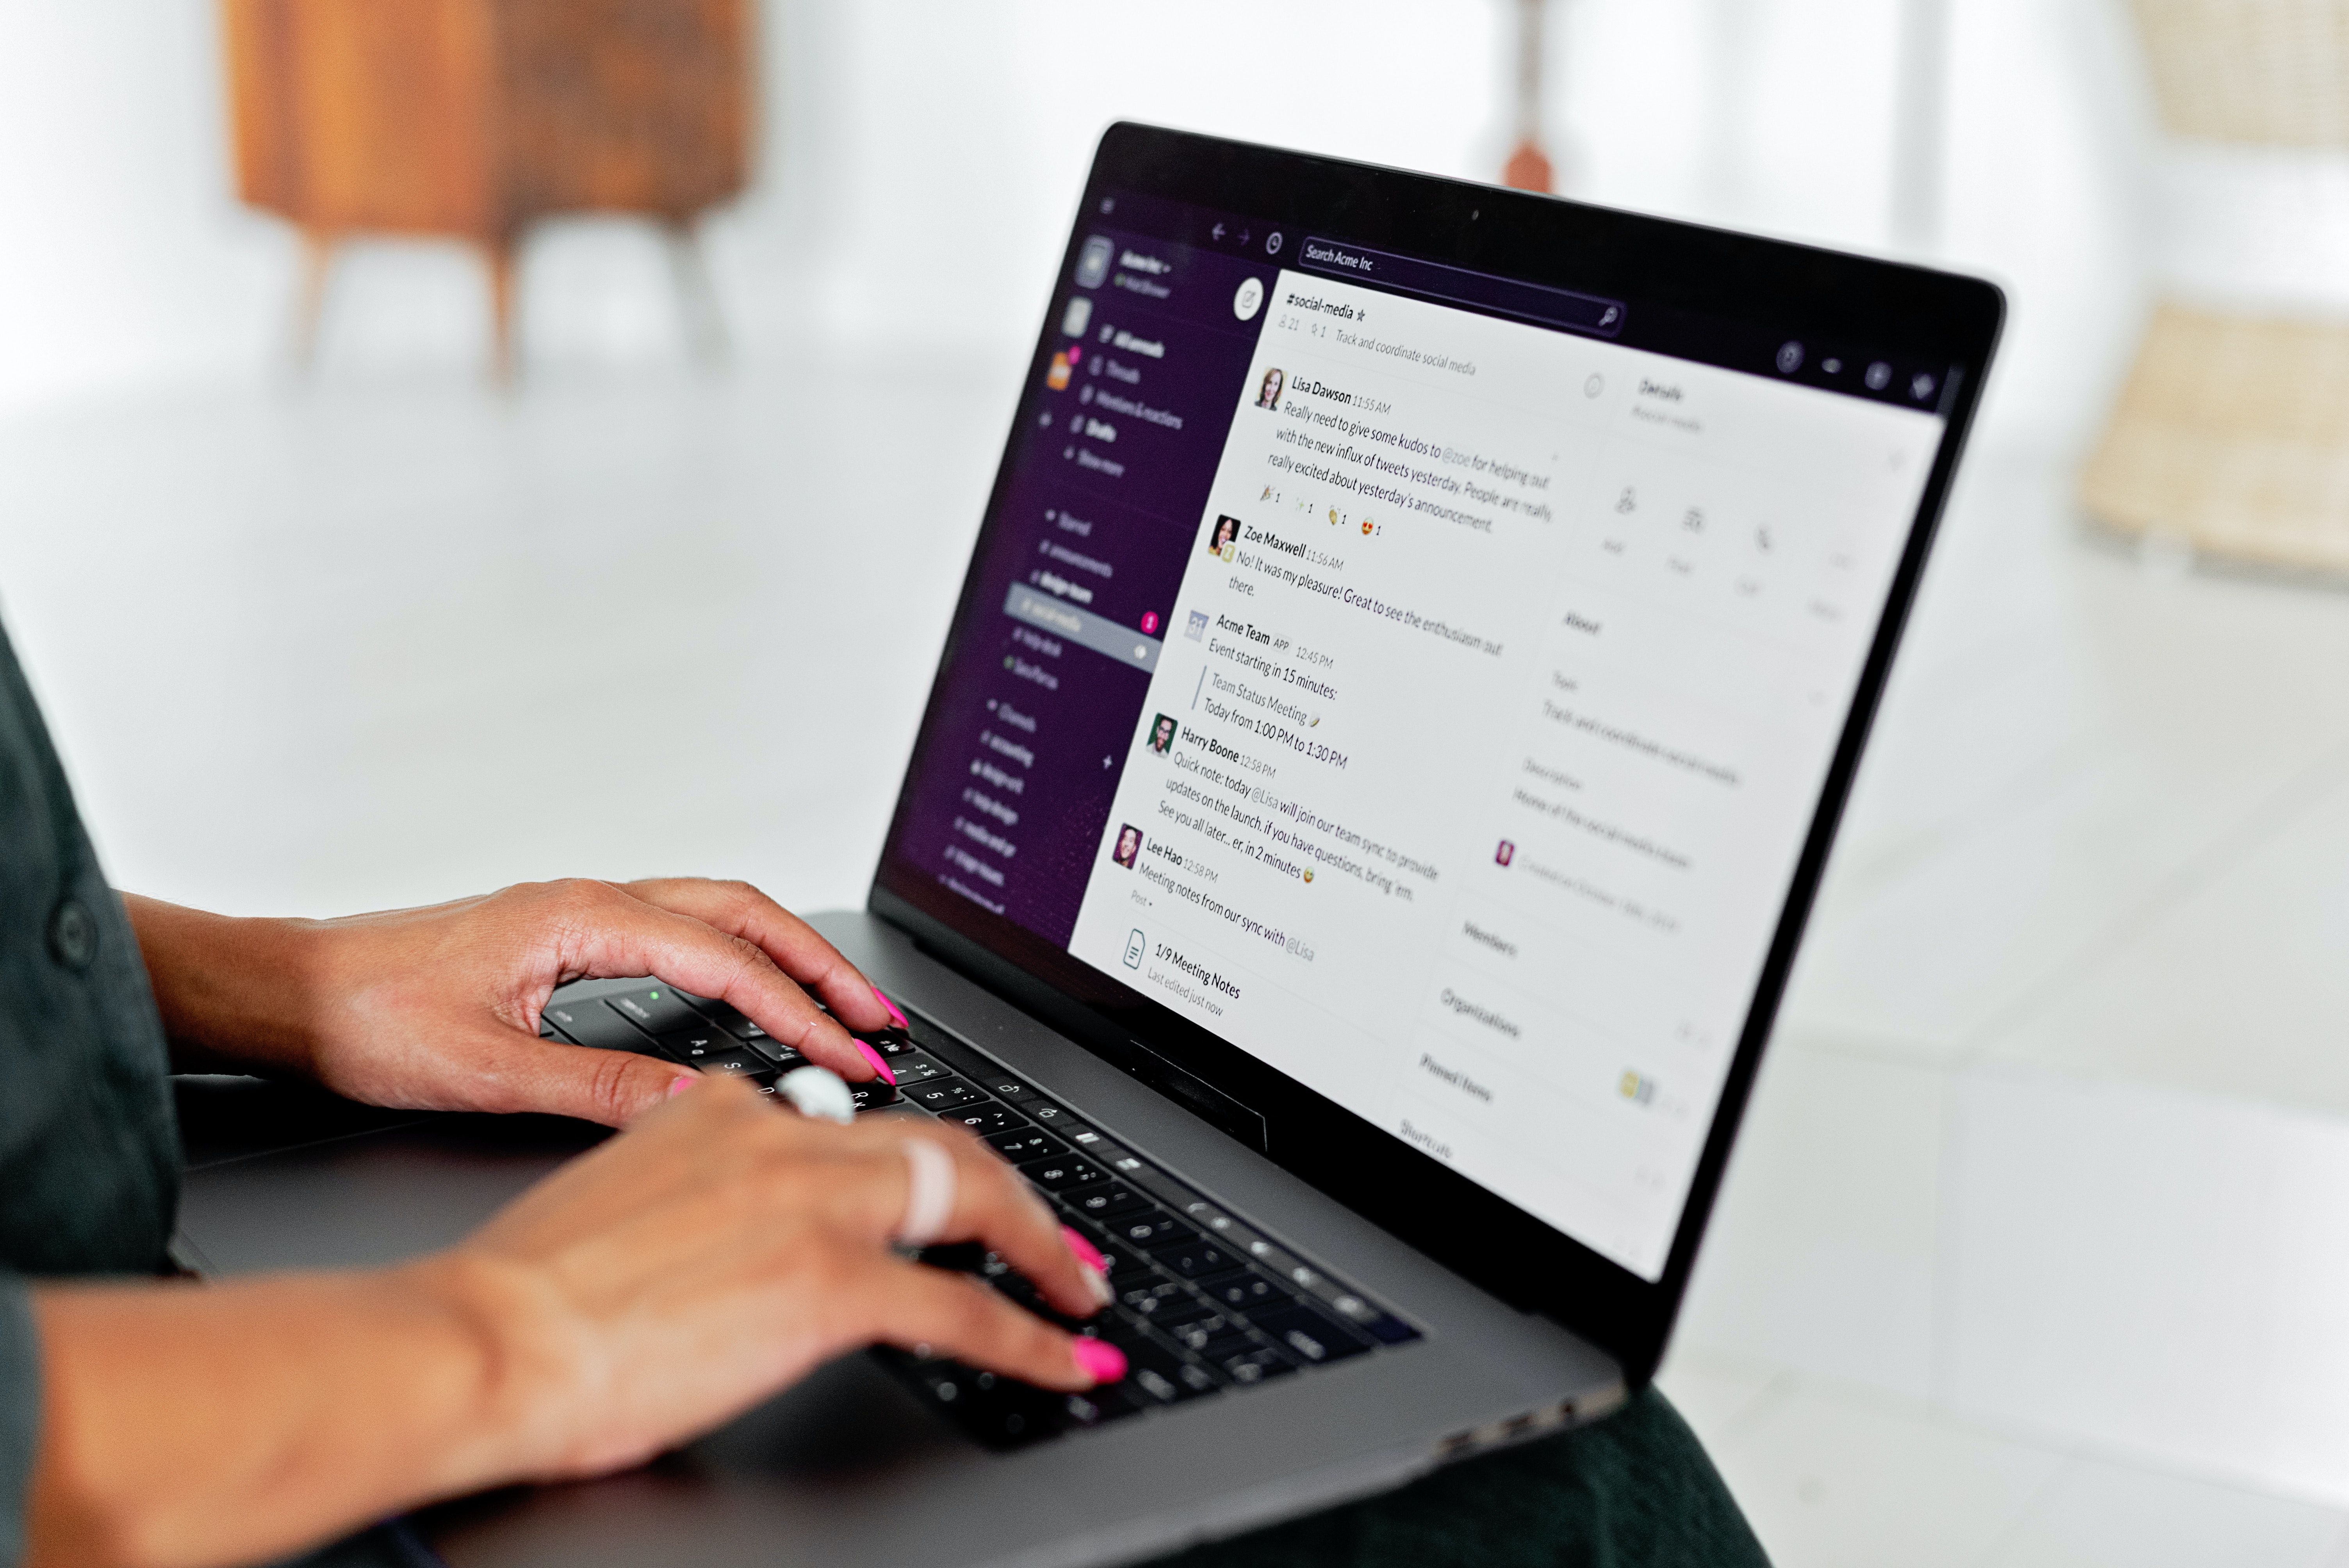 Search Acme Inc
Acme Inc
All unreads
Threads
Mentions & reactions
Drafts
Show more
Starred
# announcements
# design-team
# social-media
1
# help-desk
Channels
# accounting
#social-media
21 1 Track and coordinate social media
Lisa Dawson 11:55 AM
Really need to give some kudos to @zoe for helping out
with the new influx of tweets yesterday. People are really,
really excited about yesterday's announcement.
1 1 1 1
Zoe Maxwell 11:56 AM
No! It was my pleasure! Great to see the enthusiasm out
there.
Acme Team APP 12:45 PM
Event starting in 15 minutes:
Team Status Meeting
Today from 1:00 PM to 1:30 PM
Harry Boone 12:58 PM
Quick note: today @Lisa will join our team sync to provide
updates on the launch. if you have questions, bring 'em.
See you all later... er, in 2 minutes
Lee Hao 12:58 PM
Meeting notes from our sync with @Lisa
Post
1/9 Meeting Notes
Last edited just now
Details
#social-media
About
Topic
Track and coordinate social media
Description
Members
Organizations
Pinned items
Shortcuts